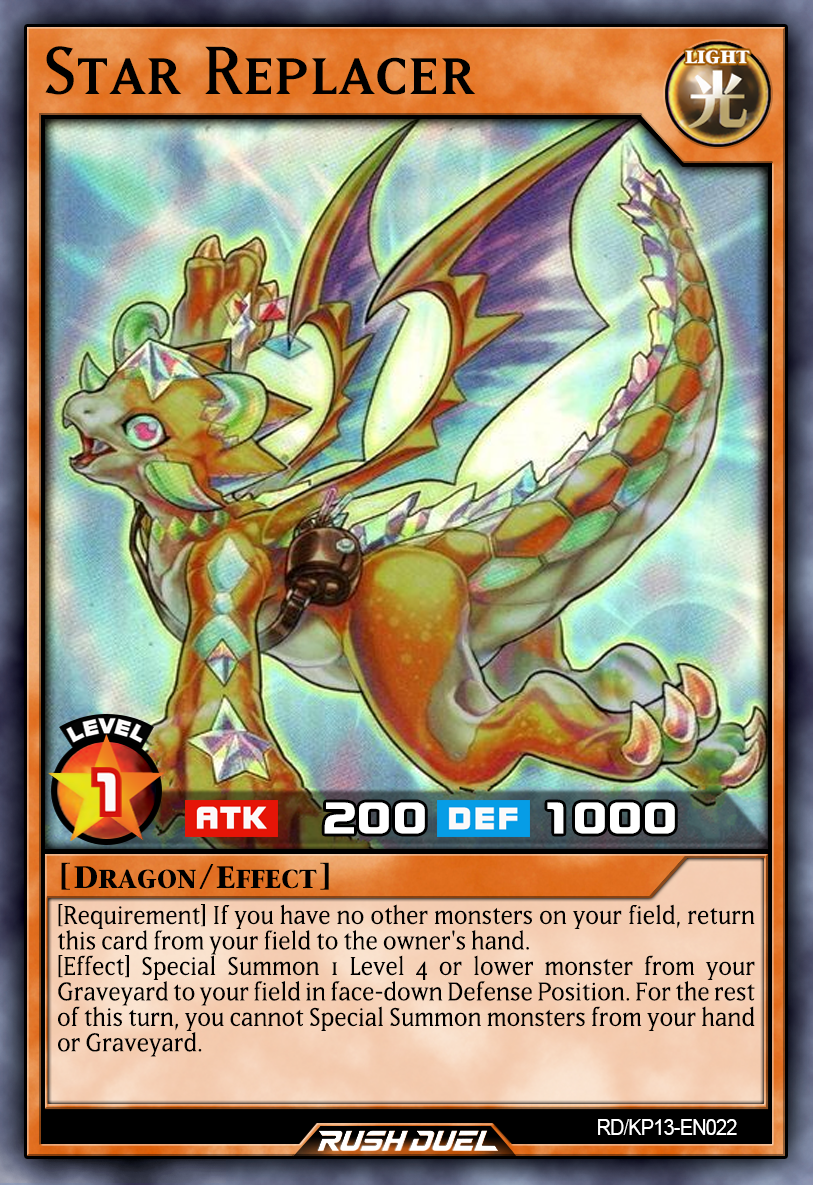 Star Replacer
LIGHT
光
LEVEL
1
ATK 200 DEF 1000
[Dragon/Effect]
[Requirement] If you have no other monsters on your field, return
this card from your field to the owner's hand.
[Effect] Special Summon 1 Level 4 or lower monster from your
Graveyard to your field in face-down Defense Position. For the rest
of this turn, you cannot Special Summon monsters from your hand
or Graveyard.
RUSH DUEL
RD/KP13-EN022